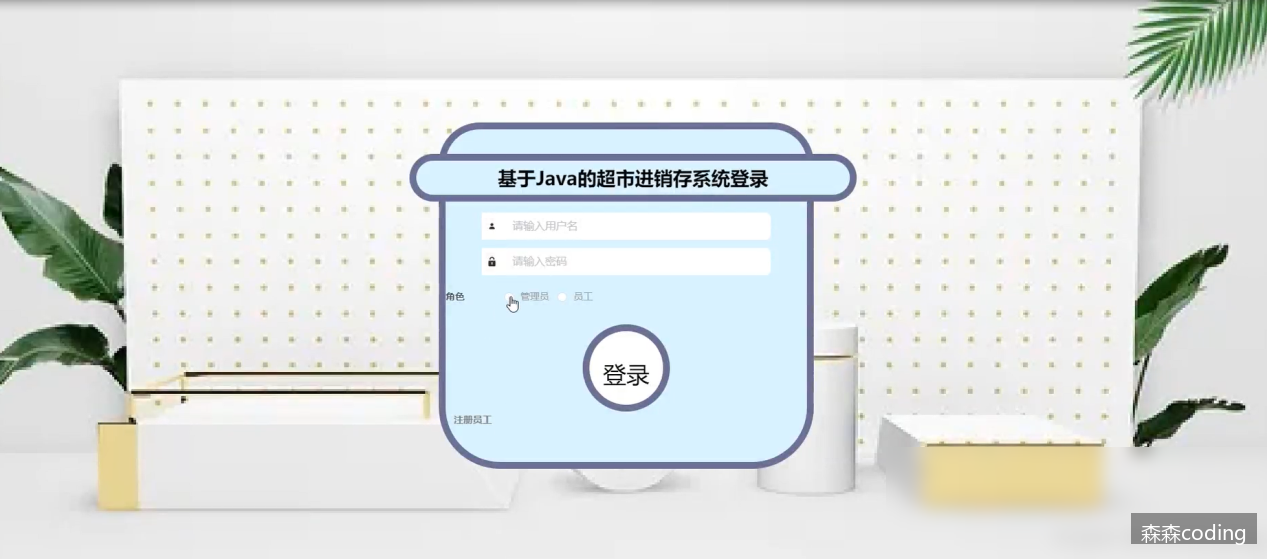 基于Java的超市进销存系统登录
请输入用户名
请输入密码
角色 管理员 员工
登录
注册员工
森森coding